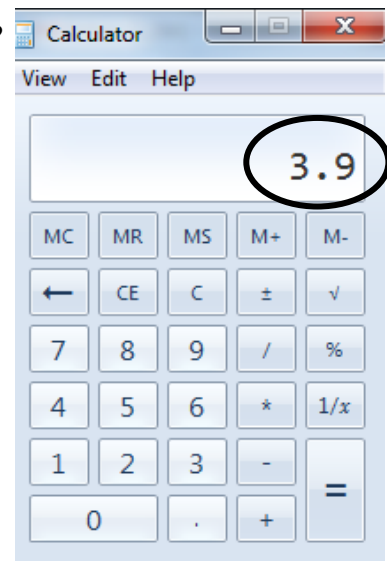 Calculator
View Edit Help
3.9
MC MR MS M+ M-
← CE C ± √
7 8 9 / %
4 5 6 * 1/x
1 2 3 - =
0 . +